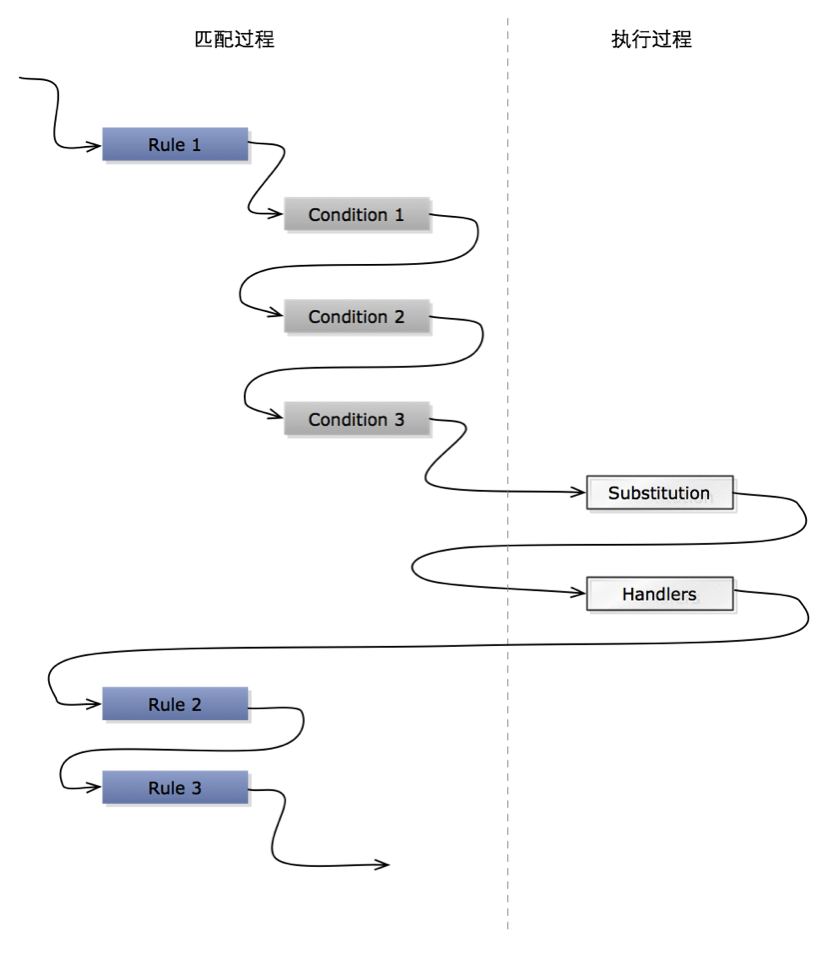 匹配过程
执行过程
Rule 1
Condition 1
Condition 2
Condition 3
Substitution
Handlers
Rule 2
Rule 3